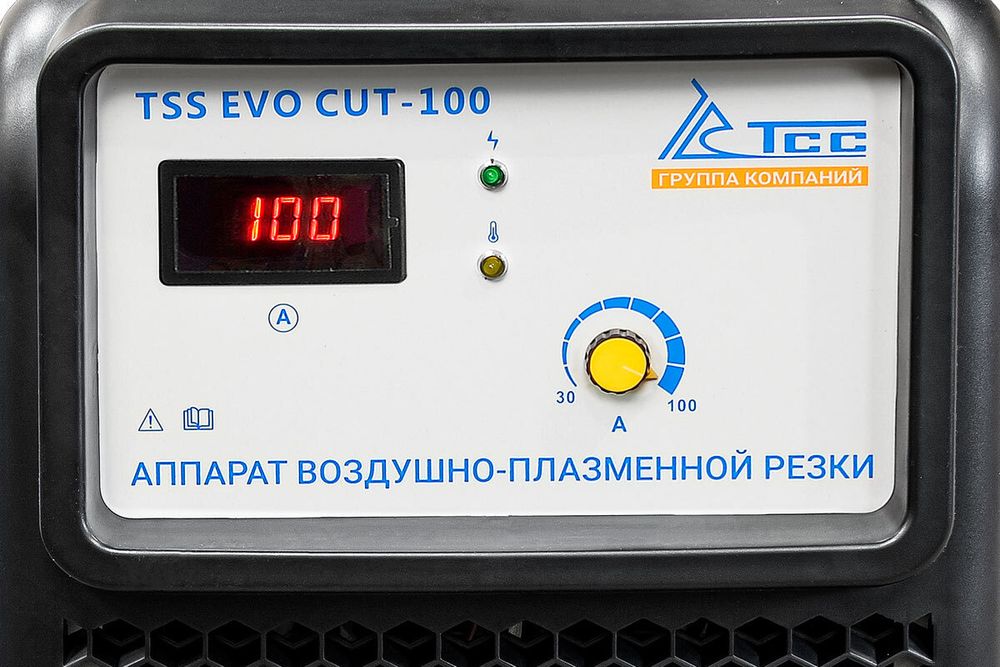 TSS EVO CUT-100
ТСС
ГРУППА КОМПАНИЙ
100
A
30
100
A
АППАРАТ ВОЗДУШНО-ПЛАЗМЕННОЙ РЕЗКИ